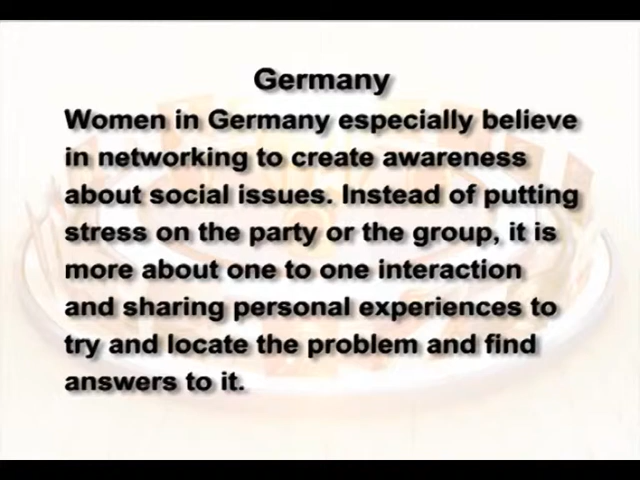 Germany
Women in Germany especially believe
in networking to create awareness
about social issues. Instead of putting
stress on the party or the group, it is
more about one to one interaction
and sharing personal experiences to
try and locate the problem and find
answers to it.